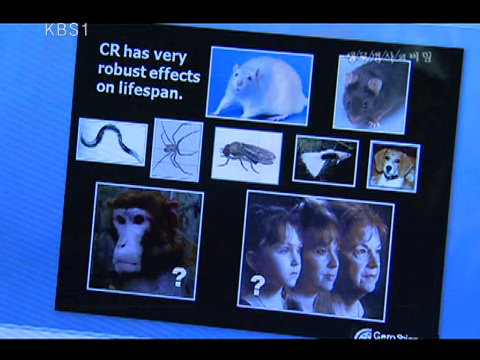 KBS1
CR has very
robust effects
on lifespan.
?
?